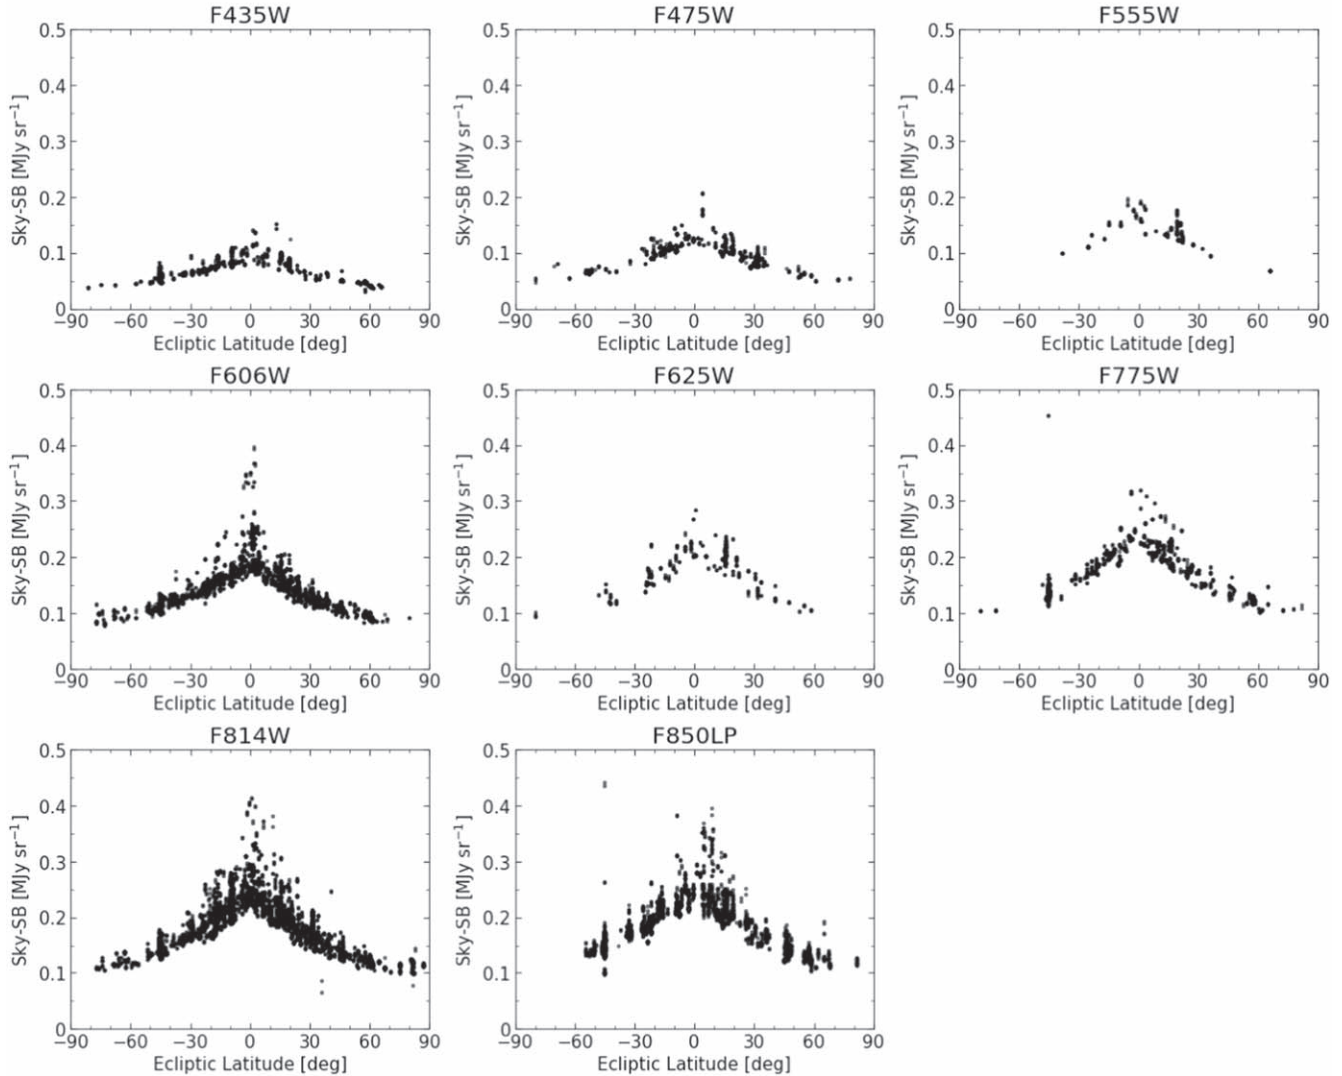 F435W F475W F555W
0.5 0.5 0.5
0.4 0.4 0.4
0.3 0.3 0.3
0.2 0.2 0.2
0.1 0.1 0.1
0 0 0
Sky-SB [MJy sr−1] Sky-SB [MJy sr−1] Sky-SB [MJy sr−1]
−90 −60 −30 0 30 60 90 −90 −60 −30 0 30 60 90 −90 −60 −30 0 30 60 90
Ecliptic Latitude [deg] Ecliptic Latitude [deg] Ecliptic Latitude [deg]
F606W F625W F775W
0.5 0.5 0.5
0.4 0.4 0.4
0.3 0.3 0.3
0.2 0.2 0.2
0.1 0.1 0.1
0 0 0
Sky-SB [MJy sr−1] Sky-SB [MJy sr−1] Sky-SB [MJy sr−1]
−90 −60 −30 0 30 60 90 −90 −60 −30 0 30 60 90 −90 −60 −30 0 30 60 90
Ecliptic Latitude [deg] Ecliptic Latitude [deg] Ecliptic Latitude [deg]
F814W F850LP
0.5 0.5
0.4 0.4
0.3 0.3
0.2 0.2
0.1 0.1
0 0
Sky-SB [MJy sr−1] Sky-SB [MJy sr−1]
−90 −60 −30 0 30 60 90 −90 −60 −30 0 30 60 90
Ecliptic Latitude [deg] Ecliptic Latitude [deg]